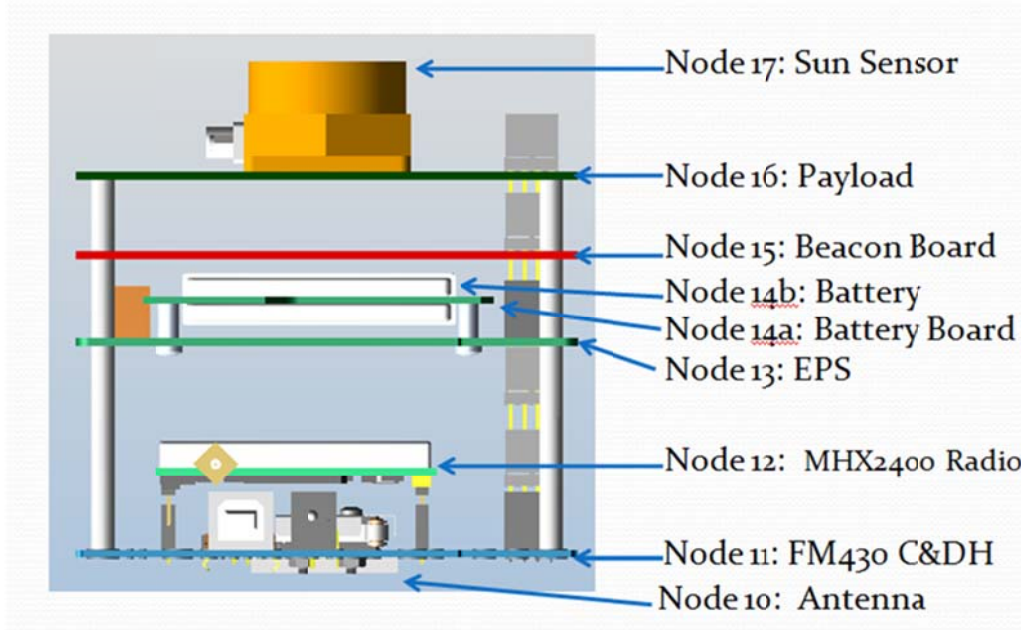 Node 17: Sun Sensor
Node 16: Payload
Node 15: Beacon Board
Node 14b: Battery
Node 14a: Battery Board
Node 13: EPS
Node 12: MHX2400 Radio
Node 11: FM430 C&DH
Node 10: Antenna